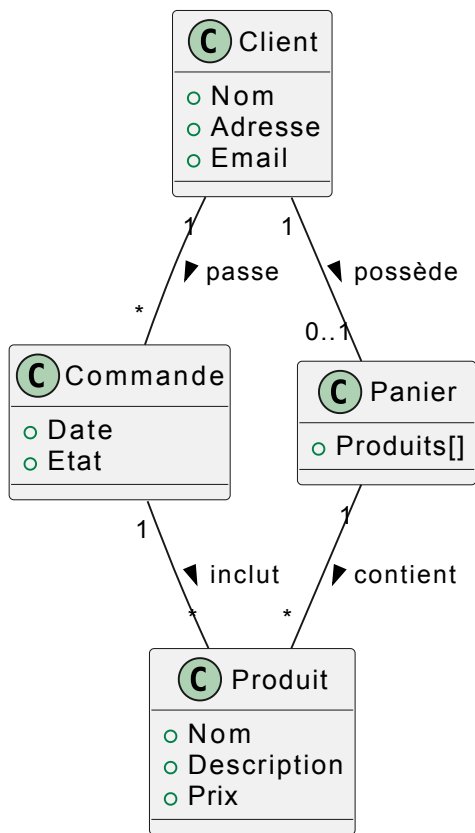 C Client
Nom
Adresse
Email
1
1
passe
possède
*
0..1
C Commande
Date
Etat
C Panier
Produits[]
1
1
inclut
contient
*
*
C Produit
Nom
Description
Prix